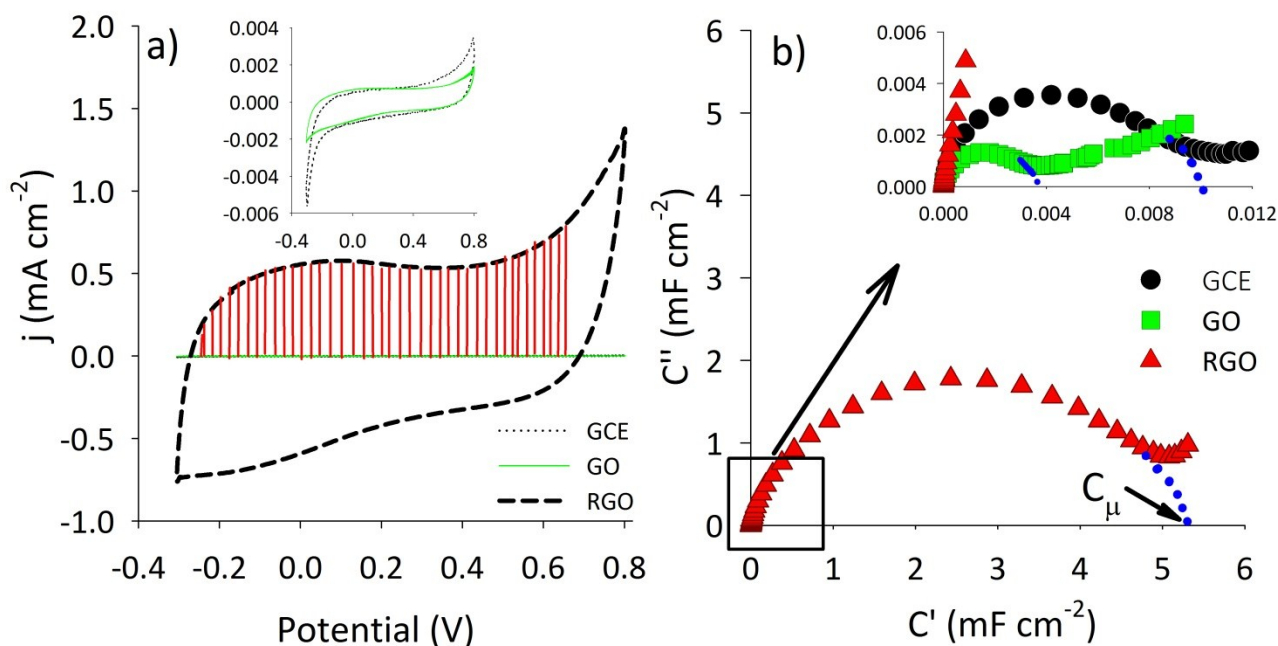 a)
j (mA cm⁻²)
2.0
1.5
1.0
0.5
0.0
-0.5
-1.0
-0.4 -0.2 0.0 0.2 0.4 0.6 0.8
Potential (V)
0.004
0.002
0.000
-0.002
-0.004
-0.006
-0.4 0.0 0.4 0.8
GCE
GO
RGO
b)
C'' (mF cm⁻²)
6
5
4
3
2
1
0
0 1 2 3 4 5 6
C' (mF cm⁻²)
0.006
0.004
0.002
0.000
0.000 0.004 0.008 0.012
GCE
GO
RGO
Cμ